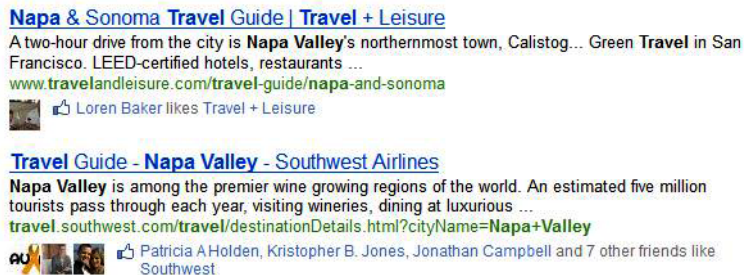 Napa & Sonoma Travel Guide | Travel + Leisure
A two-hour drive from the city is Napa Valley's northernmost town, Calistog... Green Travel in San
Francisco. LEED-certified hotels, restaurants ...
www.travelandleisure.com/travel-guide/napa-and-sonoma
Loren Baker likes Travel + Leisure
Travel Guide - Napa Valley - Southwest Airlines
Napa Valley is among the premier wine growing regions of the world. An estimated five million
tourists pass through each year, visiting wineries, dining at luxurious ...
travel.southwest.com/travel/destinationDetails.html?cityName=Napa+Valley
AU
Patricia A Holden, Kristopher B. Jones, Jonathan Campbell and 7 other friends like
Southwest